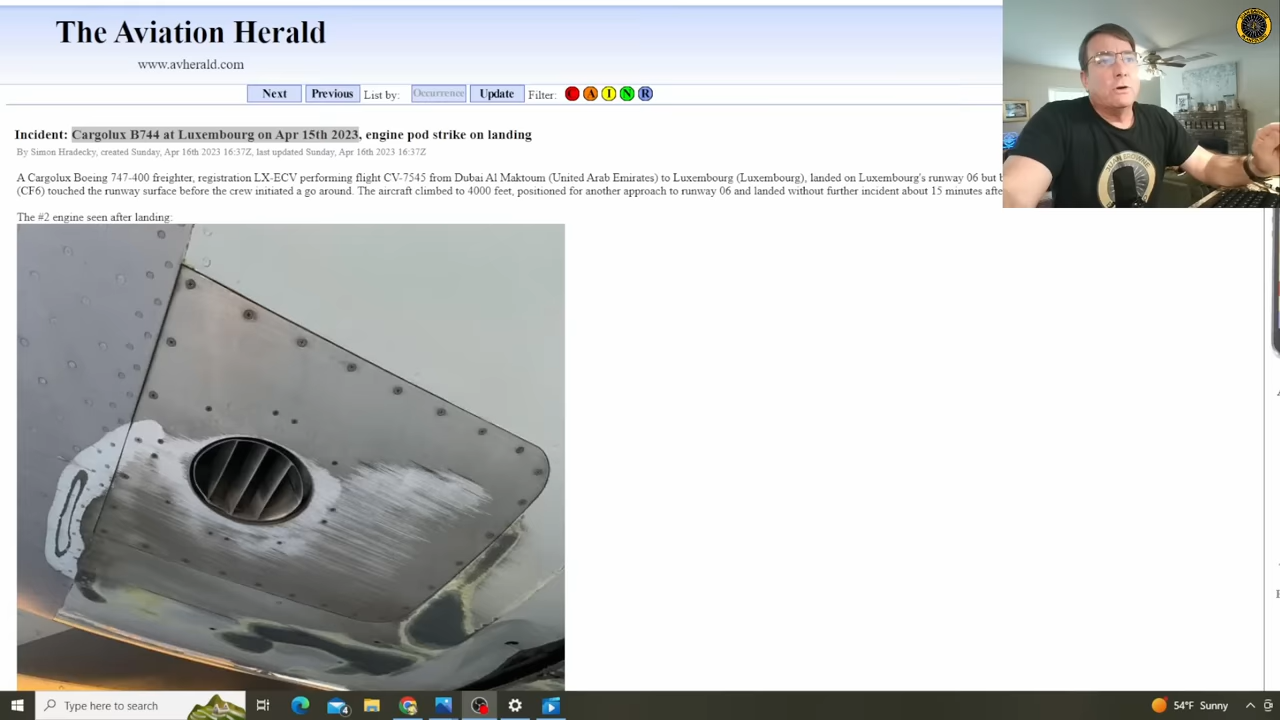 The Aviation Herald
www.avherald.com
Next Previous List by: Occurrence Update Filter: C A I N R
Incident: Cargolux B744 at Luxembourg on Apr 15th 2023, engine pod strike on landing
By Simon Hradecky, created Sunday, Apr 16th 2023 16:37Z, last updated Sunday, Apr 16th 2023 16:37Z
A Cargolux Boeing 747-400 freighter, registration LX-ECV performing flight CV-7545 from Dubai Al Maktoum (United Arab Emirates) to Luxembourg (Luxembourg), landed on Luxembourg's runway 06 but b
(CF6) touched the runway surface before the crew initiated a go around. The aircraft climbed to 4000 feet, positioned for another approach to runway 06 and landed without further incident about 15 minutes afte
The #2 engine seen after landing:
Type here to search
4
54°F Sunny